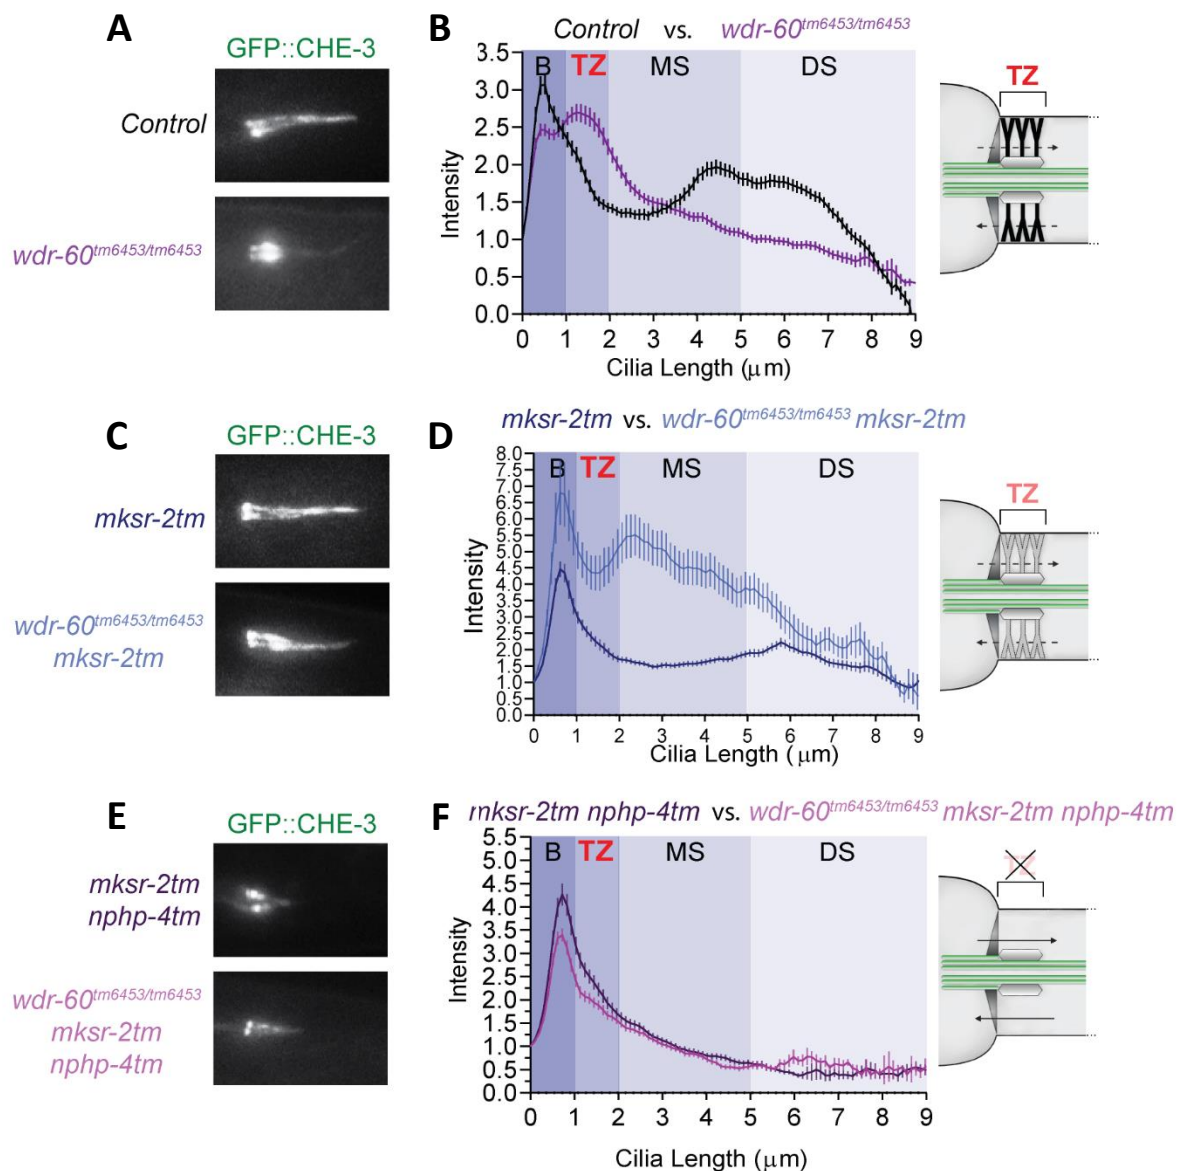 A
GFP::CHE-3
Control
wdr-60tm6453/tm6453
B
Control vs. wdr-60tm6453/tm6453
3.5
3.0
2.5
2.0
1.5
1.0
0.5
0.0
Intensity
B TZ MS DS
0 1 2 3 4 5 6 7 8 9
Cilia Length (μm)
TZ
C
GFP::CHE-3
mksr-2tm
wdr-60tm6453/tm6453
mksr-2tm
D
mksr-2tm vs. wdr-60tm6453/tm6453 mksr-2tm
8.0
7.5
7.0
6.5
6.0
5.5
5.0
4.5
4.0
3.5
3.0
2.5
2.0
1.5
1.0
0.5
0.0
Intensity
B TZ MS DS
0 1 2 3 4 5 6 7 8 9
Cilia Length (μm)
TZ
E
GFP::CHE-3
mksr-2tm
nphp-4tm
wdr-60tm6453/tm6453
mksr-2tm
nphp-4tm
F
mksr-2tm nphp-4tm vs. wdr-60tm6453/tm6453 mksr-2tm nphp-4tm
5.5
5.0
4.5
4.0
3.5
3.0
2.5
2.0
1.5
1.0
0.5
0.0
Intensity
B TZ MS DS
0 1 2 3 4 5 6 7 8 9
Cilia Length (μm)
TZ